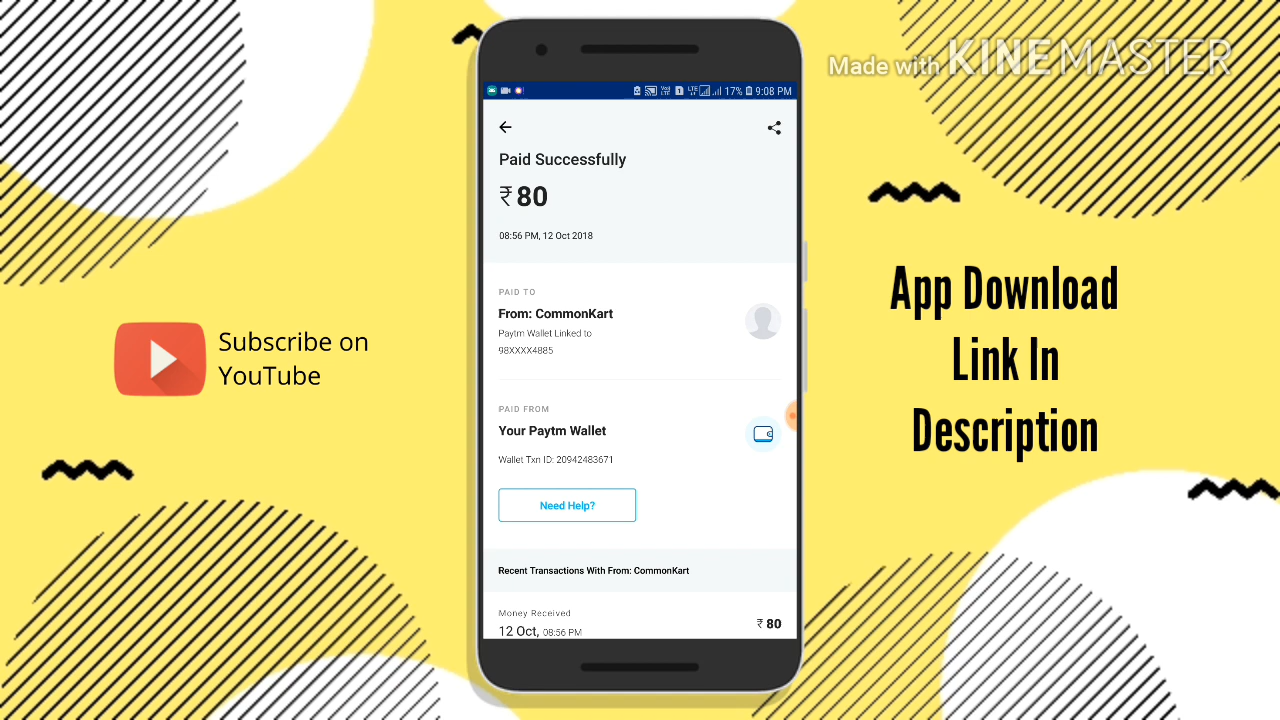 Made with KINEMASTER
17% 9:08 PM
Paid Successfully
₹ 80
08:56 PM, 12 Oct 2018
PAID TO
From: CommonKart
Paytm Wallet Linked to
98XXXX4885
PAID FROM
Your Paytm Wallet
Wallet Txn ID: 20942483671
Need Help?
Recent Transactions With From: CommonKart
Money Received
12 Oct, 08:56 PM
₹ 80
Subscribe on
YouTube
App Download
Link In
Description